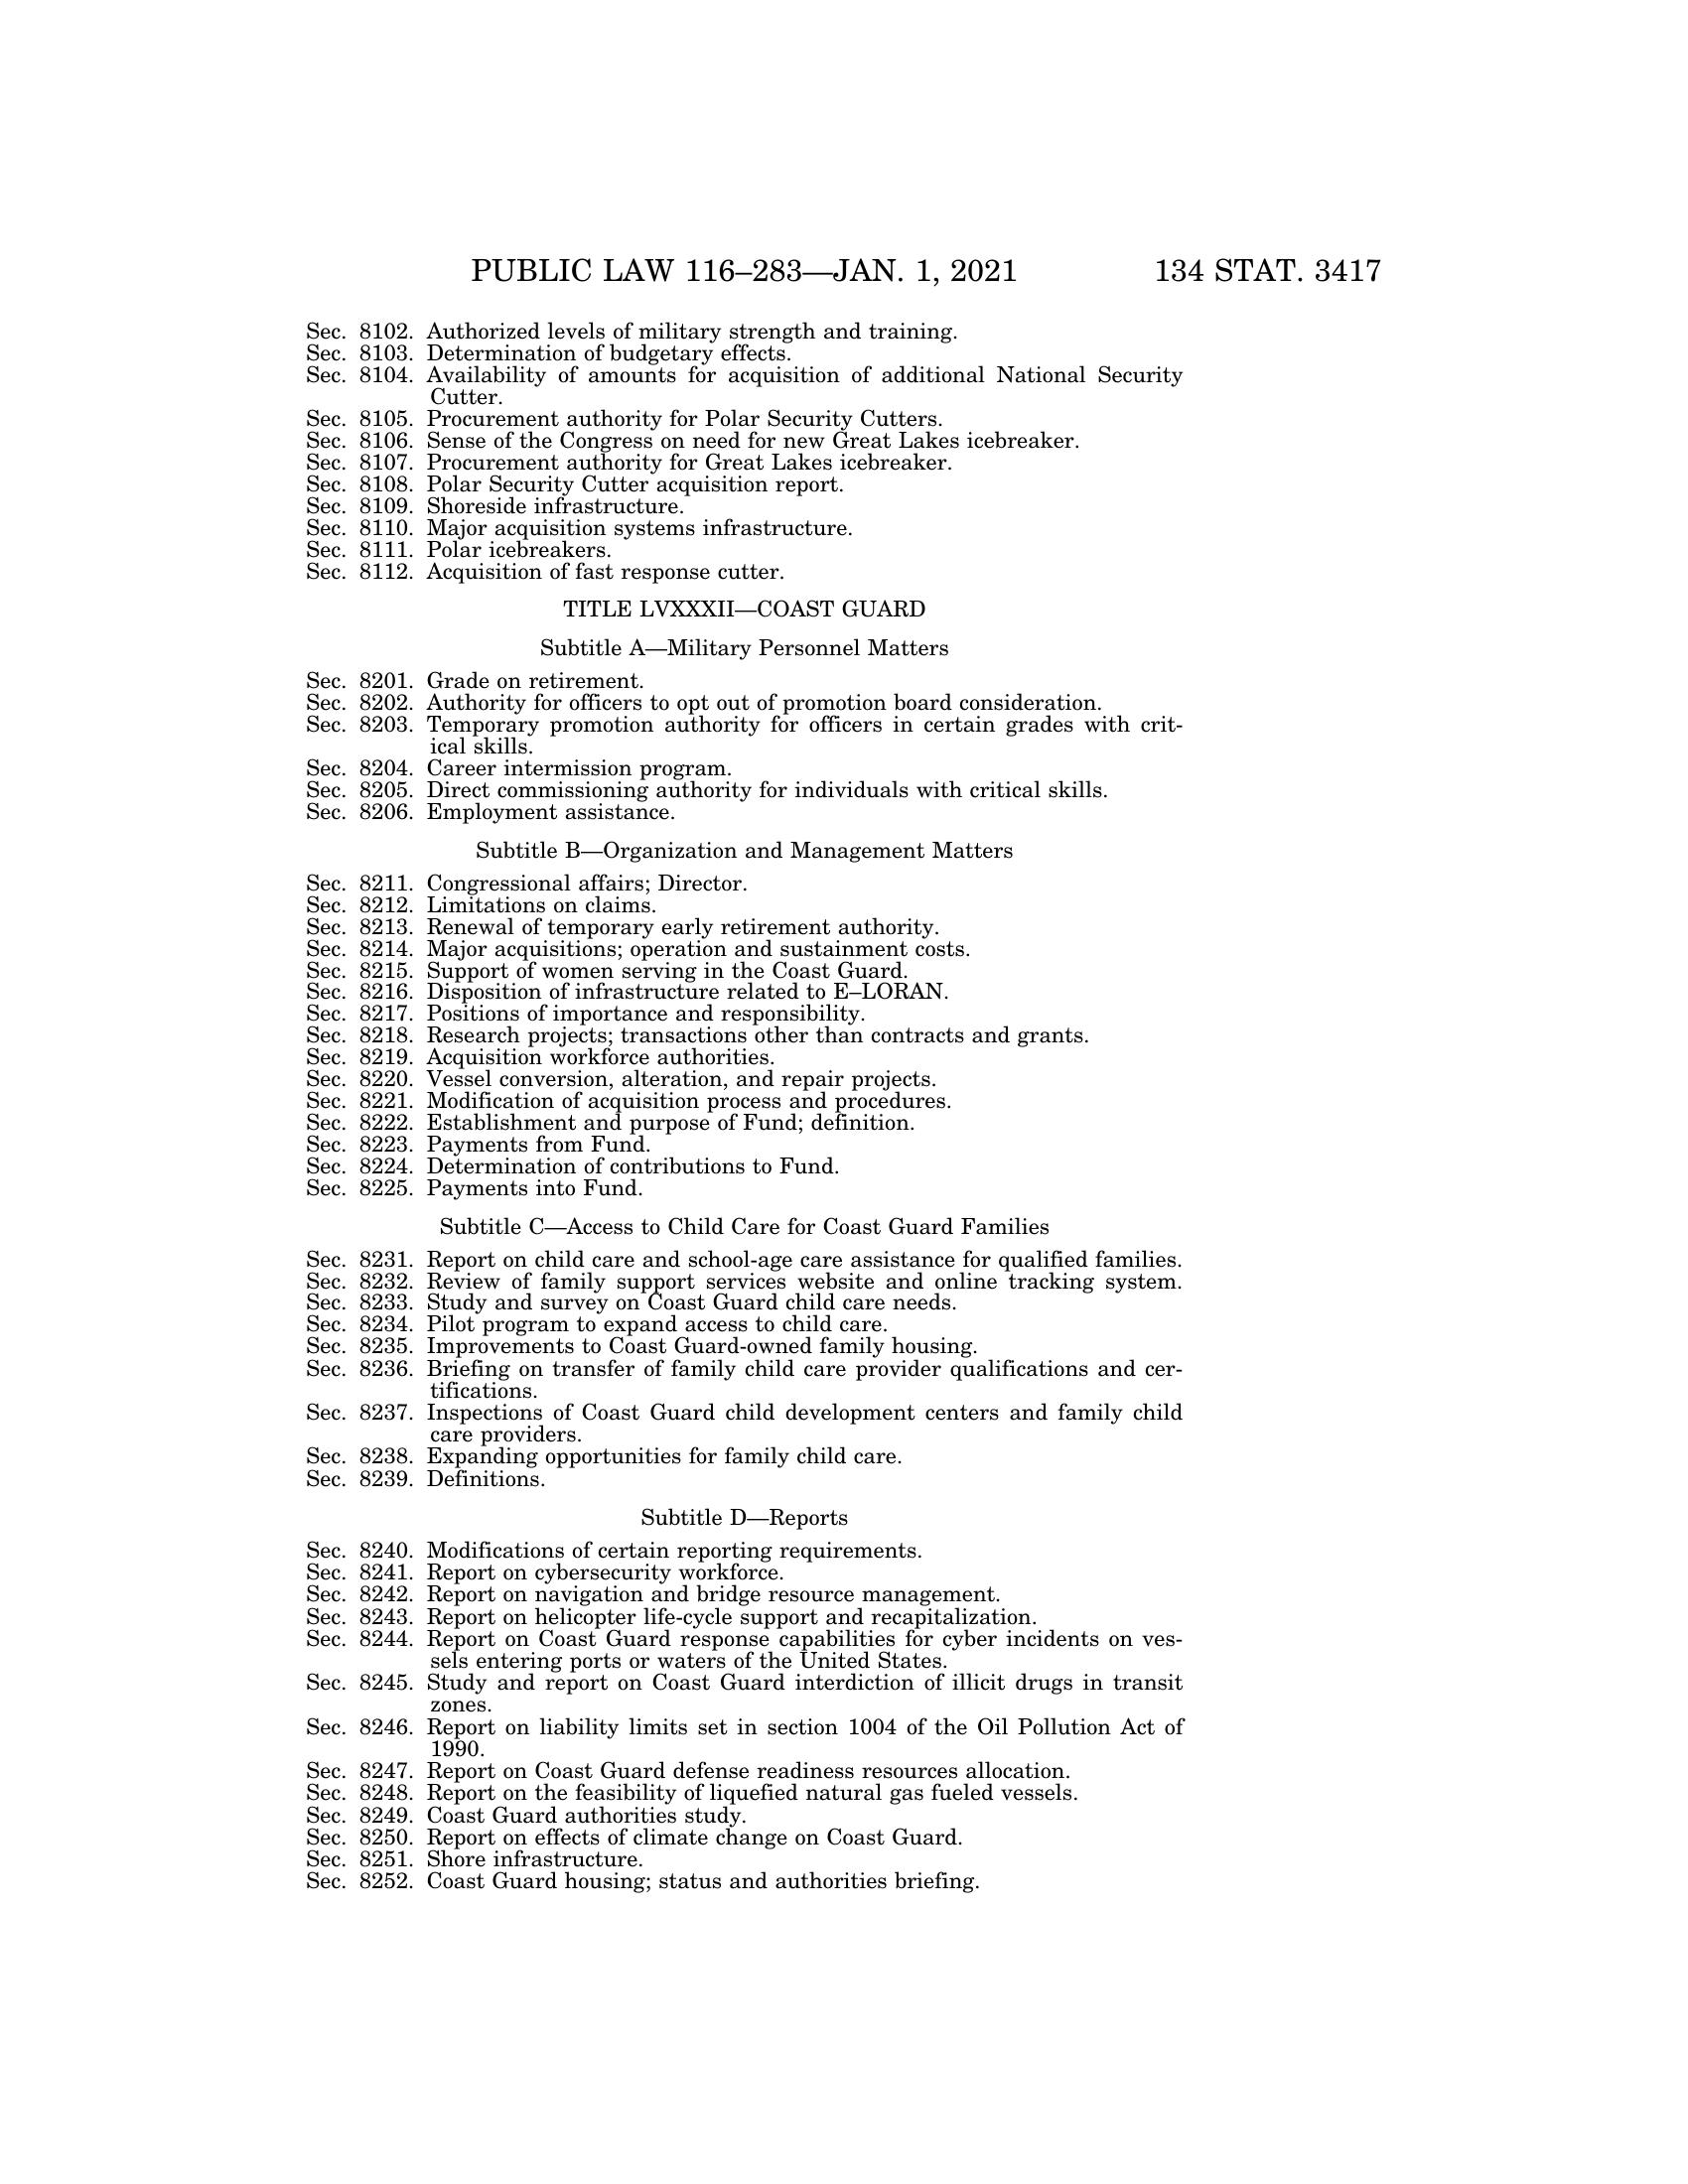 PUBLIC LAW 116–283—JAN. 1, 2021 134 STAT. 3417
Sec. 8102. Authorized levels of military strength and training.
Sec. 8103. Determination of budgetary effects.
Sec. 8104. Availability of amounts for acquisition of additional National Security
Cutter.
Sec. 8105. Procurement authority for Polar Security Cutters.
Sec. 8106. Sense of the Congress on need for new Great Lakes icebreaker.
Sec. 8107. Procurement authority for Great Lakes icebreaker.
Sec. 8108. Polar Security Cutter acquisition report.
Sec. 8109. Shoreside infrastructure.
Sec. 8110. Major acquisition systems infrastructure.
Sec. 8111. Polar icebreakers.
Sec. 8112. Acquisition of fast response cutter.
TITLE LVXXXII—COAST GUARD
Subtitle A—Military Personnel Matters
Sec. 8201. Grade on retirement.
Sec. 8202. Authority for officers to opt out of promotion board consideration.
Sec. 8203. Temporary promotion authority for officers in certain grades with crit-
ical skills.
Sec. 8204. Career intermission program.
Sec. 8205. Direct commissioning authority for individuals with critical skills.
Sec. 8206. Employment assistance.
Subtitle B—Organization and Management Matters
Sec. 8211. Congressional affairs; Director.
Sec. 8212. Limitations on claims.
Sec. 8213. Renewal of temporary early retirement authority.
Sec. 8214. Major acquisitions; operation and sustainment costs.
Sec. 8215. Support of women serving in the Coast Guard.
Sec. 8216. Disposition of infrastructure related to E–LORAN.
Sec. 8217. Positions of importance and responsibility.
Sec. 8218. Research projects; transactions other than contracts and grants.
Sec. 8219. Acquisition workforce authorities.
Sec. 8220. Vessel conversion, alteration, and repair projects.
Sec. 8221. Modification of acquisition process and procedures.
Sec. 8222. Establishment and purpose of Fund; definition.
Sec. 8223. Payments from Fund.
Sec. 8224. Determination of contributions to Fund.
Sec. 8225. Payments into Fund.
Subtitle C—Access to Child Care for Coast Guard Families
Sec. 8231. Report on child care and school-age care assistance for qualified families.
Sec. 8232. Review of family support services website and online tracking system.
Sec. 8233. Study and survey on Coast Guard child care needs.
Sec. 8234. Pilot program to expand access to child care.
Sec. 8235. Improvements to Coast Guard-owned family housing.
Sec. 8236. Briefing on transfer of family child care provider qualifications and cer-
tifications.
Sec. 8237. Inspections of Coast Guard child development centers and family child
care providers.
Sec. 8238. Expanding opportunities for family child care.
Sec. 8239. Definitions.
Subtitle D—Reports
Sec. 8240. Modifications of certain reporting requirements.
Sec. 8241. Report on cybersecurity workforce.
Sec. 8242. Report on navigation and bridge resource management.
Sec. 8243. Report on helicopter life-cycle support and recapitalization.
Sec. 8244. Report on Coast Guard response capabilities for cyber incidents on ves-
sels entering ports or waters of the United States.
Sec. 8245. Study and report on Coast Guard interdiction of illicit drugs in transit
zones.
Sec. 8246. Report on liability limits set in section 1004 of the Oil Pollution Act of
1990.
Sec. 8247. Report on Coast Guard defense readiness resources allocation.
Sec. 8248. Report on the feasibility of liquefied natural gas fueled vessels.
Sec. 8249. Coast Guard authorities study.
Sec. 8250. Report on effects of climate change on Coast Guard.
Sec. 8251. Shore infrastructure.
Sec. 8252. Coast Guard housing; status and authorities briefing.